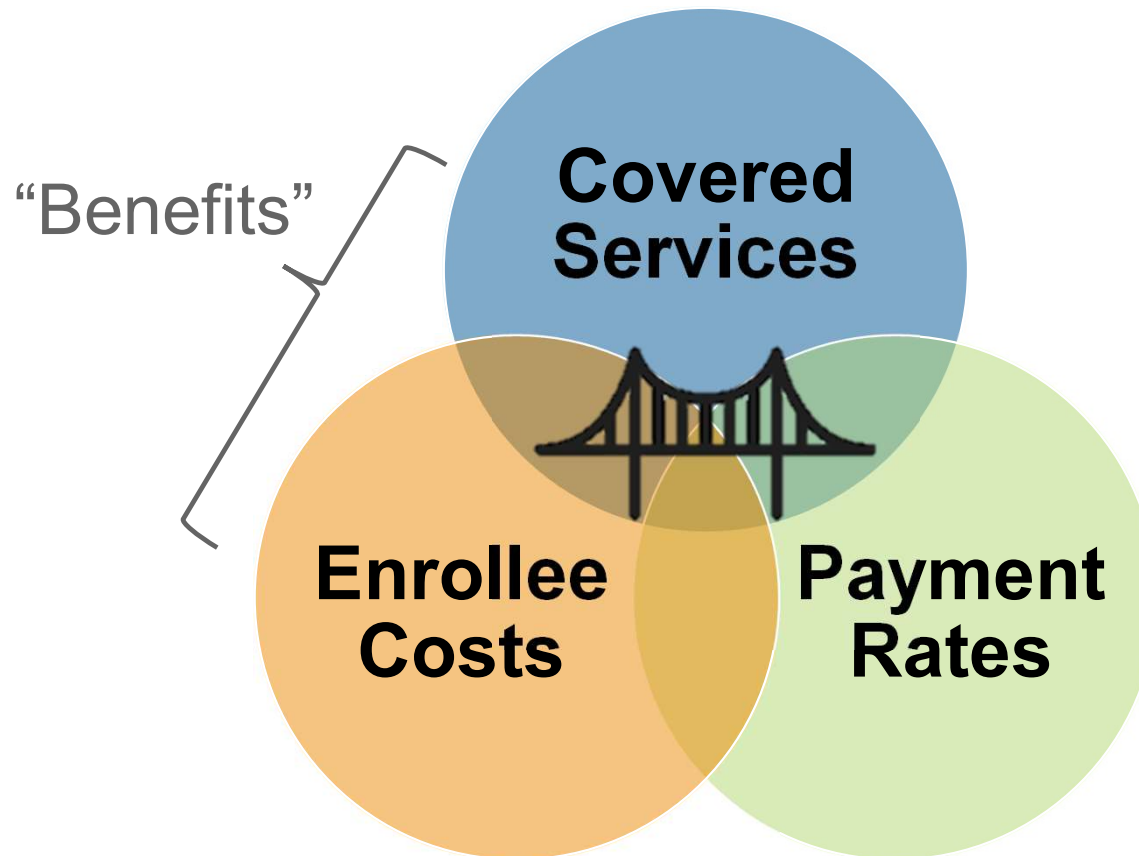 “Benefits”
Covered
Services
Enrollee
Costs
Payment
Rates